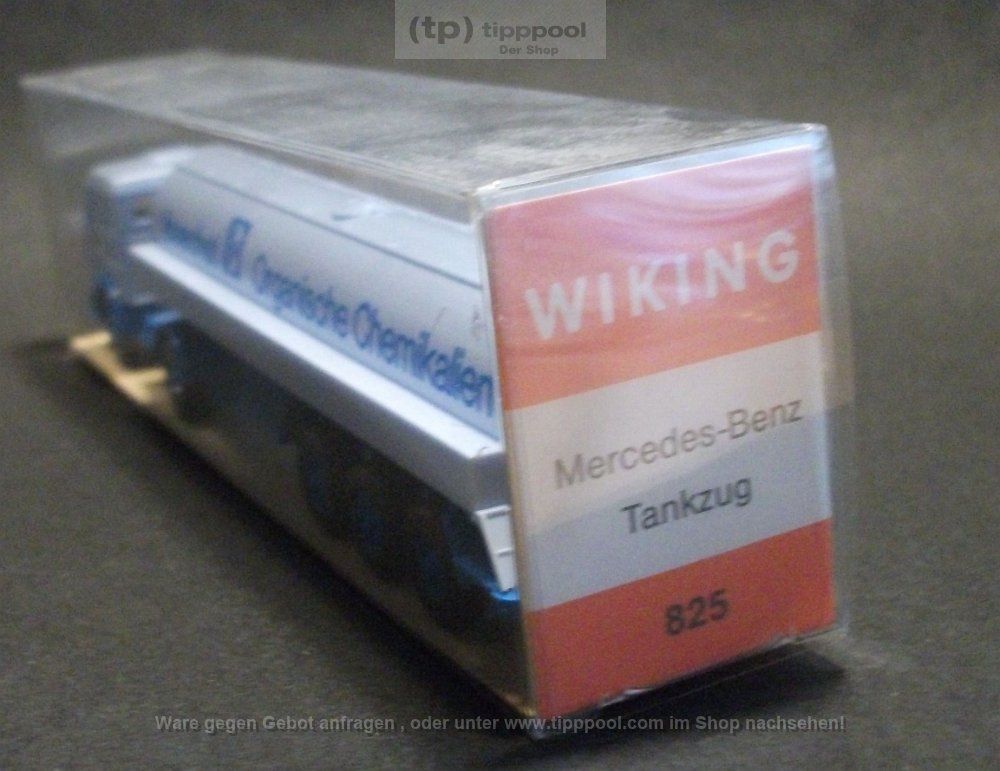 (tp) tipppool
Der Shop
Organische Chemikalien
WIKING
Mercedes-Benz
Tankzug
825
Ware gegen Gebot anfragen , oder unter www.tipppool.com im Shop nachsehen!